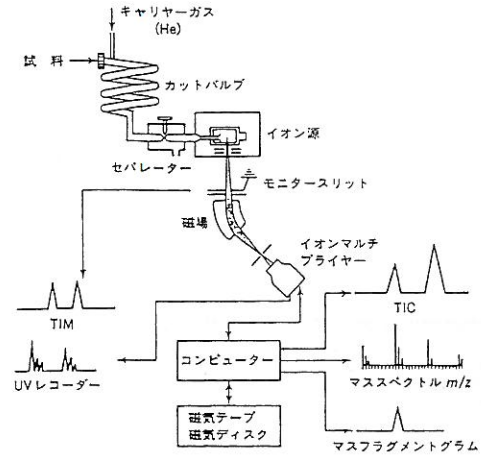 キャリヤーガス
(He)
試料
カットバルブ
イオン源
セパレーター
モニタースリット
磁場
イオンマルチ
プライヤー
TIM
TIC
UVレコーダー
コンピューター
マススペクトル m/z
磁気テープ
磁気ディスク
マスフラグメントグラム